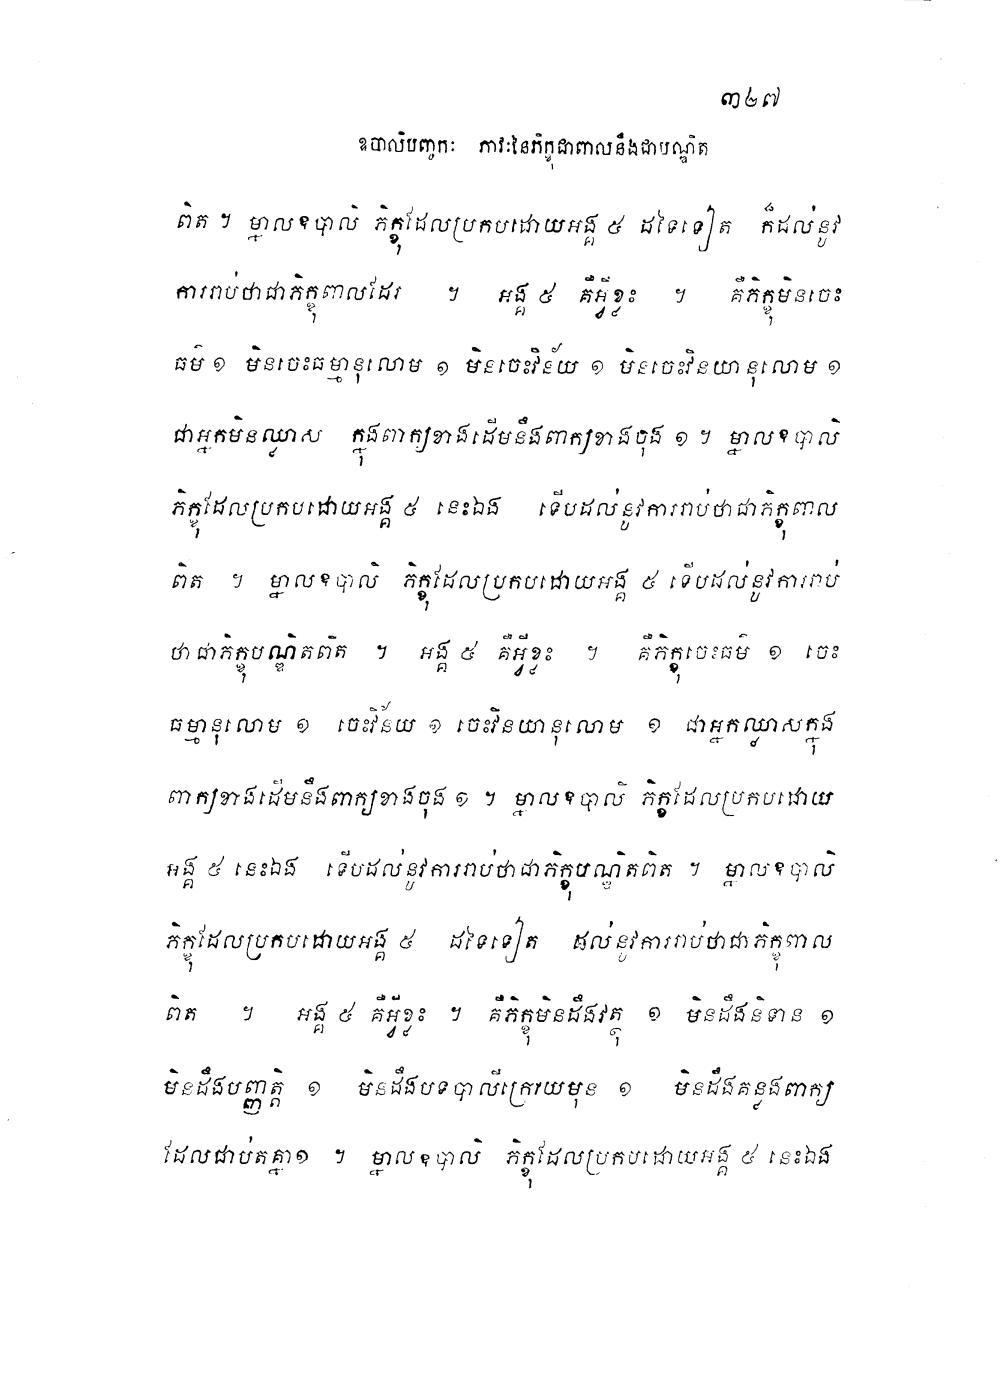 ៣២៧
ឧបាលិបញ្ចកៈ ភាវៈនៃភិក្ខុជាពាលនឹងជាបណ្ឌិត
ពិត ។ ម្នាលឧបាលិ ភិក្ខុដែលប្រកបដោយអង្គ ៥ ដទៃទៀត ក៏ដល់នូវ
ការរាប់ថាជាភិក្ខុពាលដែរ ។ អង្គ ៥ គឺអ្វីខ្លះ ។ គឺភិក្ខុមិនចេះ
ធម៌ ១ មិនចេះធម្មានុលោម ១ មិនចេះវិន័យ ១ មិនចេះវិនយានុលោម ១
ជាអ្នកមិនឈ្លាស ក្នុងពាក្យខាងដើមនឹងពាក្យខាងចុង ១ ។ ម្នាលឧបាលិ
ភិក្ខុដែលប្រកបដោយអង្គ ៥ នេះឯង ទើបដល់នូវការរាប់ថាជាភិក្ខុពាល
ពិត ។ ម្នាលឧបាលិ ភិក្ខុដែលប្រកបដោយអង្គ ៥ ទើបដល់នូវការរាប់
ថាជាភិក្ខុបណ្ឌិតពិត ។ អង្គ ៥ គឺអ្វីខ្លះ ។ គឺភិក្ខុចេះធម៌ ១ ចេះ
ធម្មានុលោម ១ ចេះវិន័យ ១ ចេះវិនយានុលោម ១ ជាអ្នកឈ្លាសក្នុង
ពាក្យខាងដើមនឹងពាក្យខាងចុង ១ ។ ម្នាលឧបាលិ ភិក្ខុដែលប្រកបដោយ
អង្គ ៥ នេះឯង ទើបដល់នូវការរាប់ថាជាភិក្ខុបណ្ឌិតពិត ។ ម្នាលឧបាលិ
ភិក្ខុដែលប្រកបដោយអង្គ ៥ ដទៃទៀត ដល់នូវការរាប់ថាជាភិក្ខុពាល
ពិត ។ អង្គ ៥ គឺអ្វីខ្លះ ។ គឺភិក្ខុមិនដឹងវត្ថុ ១ មិនដឹងនិទាន ១
មិនដឹងបញ្ញត្តិ ១ មិនដឹងបទបាលីក្រោយមុន ១ មិនដឹងគន្លងពាក្យ
ដែលជាប់តគ្នា១ ។ ម្នាលឧបាលិ ភិក្ខុដែលប្រកបដោយអង្គ ៥ នេះឯង